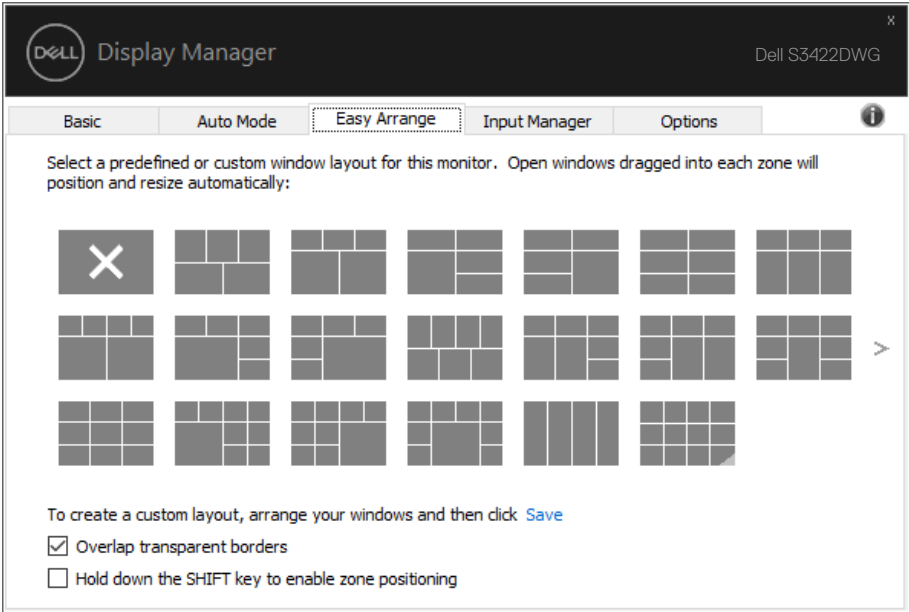 x
DELL Display Manager
Dell S3422DWG
Basic Auto Mode Easy Arrange Input Manager Options i
Select a predefined or custom window layout for this monitor. Open windows dragged into each zone will
position and resize automatically:
>
To create a custom layout, arrange your windows and then click Save
Overlap transparent borders
Hold down the SHIFT key to enable zone positioning